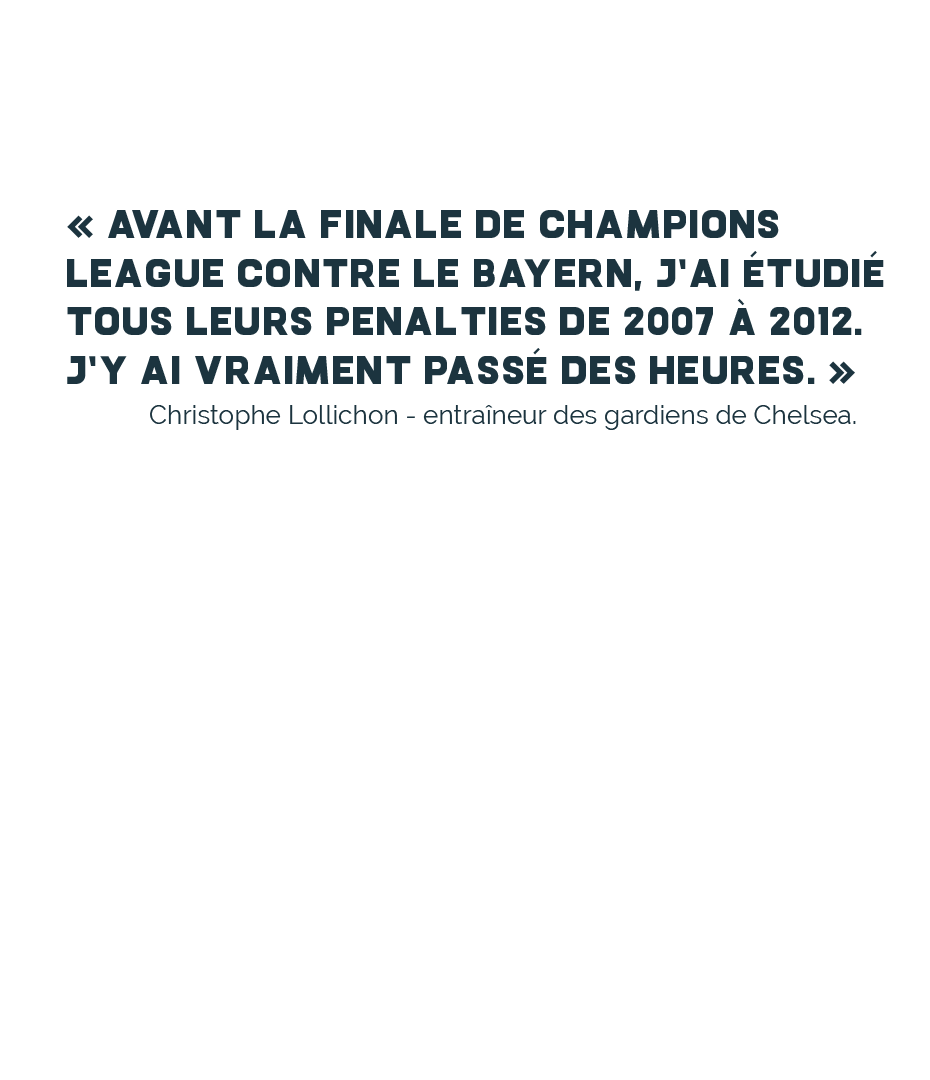 « AVANT LA FINALE DE CHAMPIONS
LEAGUE CONTRE LE BAYERN, J'AI ÉTUDIÉ
TOUS LEURS PENALTIES DE 2007 À 2012.
J'Y AI VRAIMENT PASSÉ DES HEURES. »
Christophe Lollichon - entraîneur des gardiens de Chelsea.